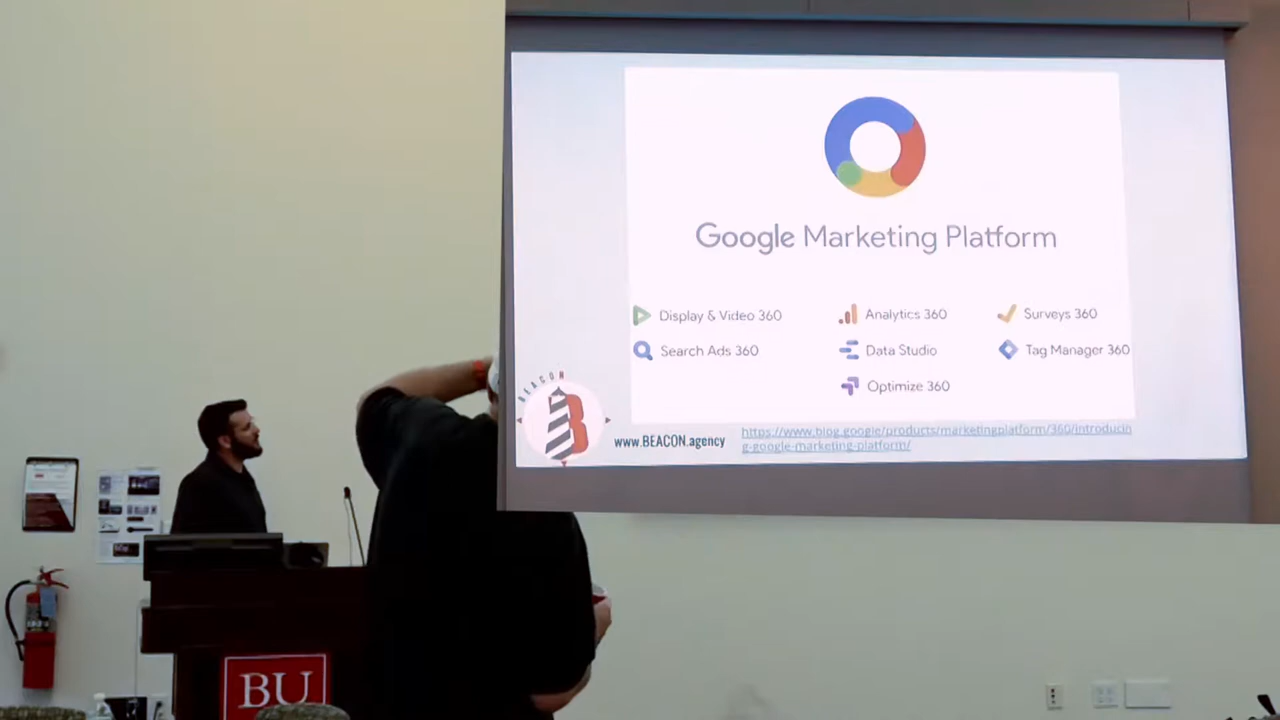 Google Marketing Platform
Display & Video 360
Analytics 360
Surveys 360
Search Ads 360
Data Studio
Tag Manager 360
Optimize 360
BEACON
B
www.BEACON.agency
https://www.blog.google/products/marketingplatform/360/introducin
g-google-marketing-platform/
BU